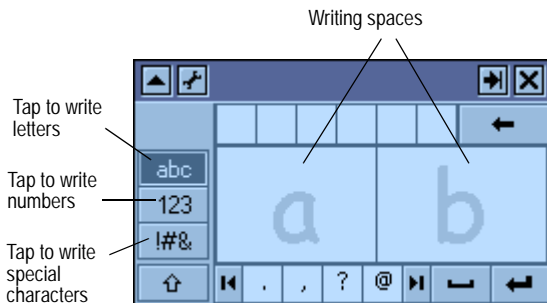 Writing spaces
Tap to write
letters
abc
a b
Tap to write
numbers
123
!#&
Tap to write
special
characters
. , ? @